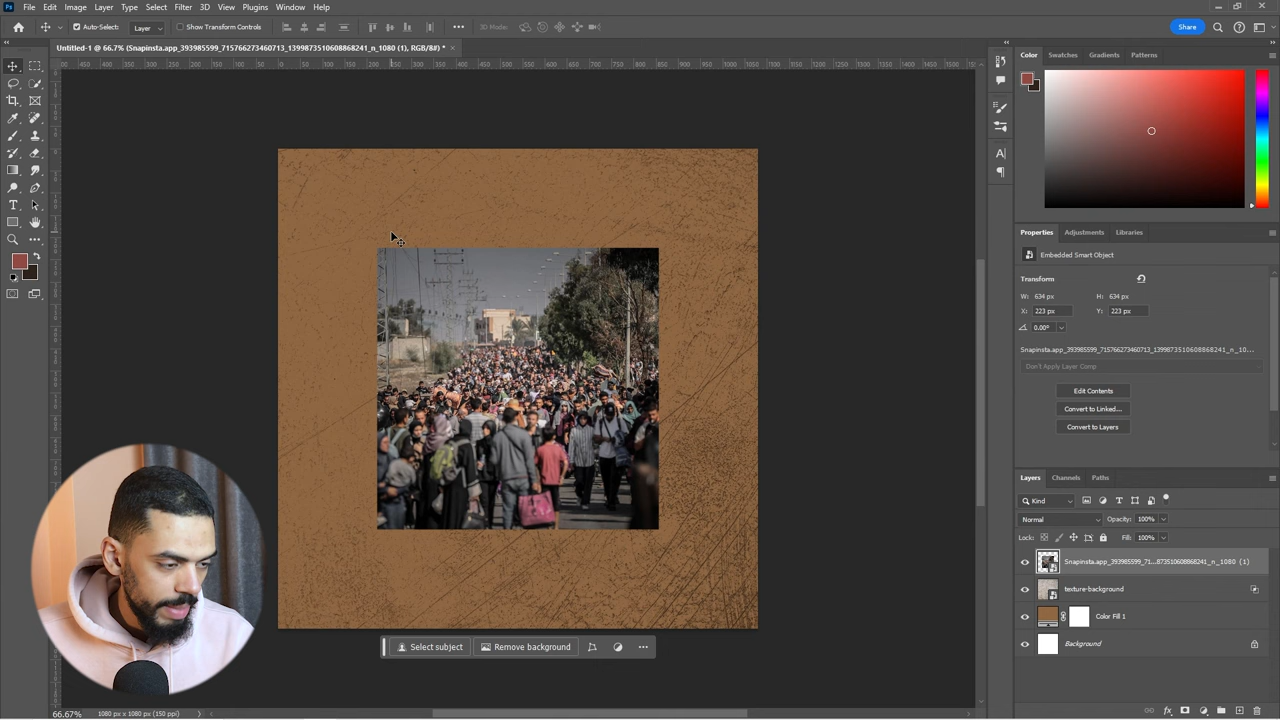 File Edit Image Layer Type Select Filter 3D View Plugins Window Help
Auto-Select: Layer Show Transform Controls 3D Mode: Share
Untitled-1 @ 66.7% (Snapinsta.app_393985599_715766273460713_1399873510608868241_n_1080 (1), RGB/8#) *
Color Swatches Gradients Patterns
Properties Adjustments Libraries
Embedded Smart Object
Transform
W: 634 px H: 634 px
X: 223 px Y: 223 px
0.00°
Snapinsta.app_393985599_715766273460713_1399873510608868241_n_10...
Don't Apply Layer Comp
Edit Contents
Convert to Linked...
Convert to Layers
Layers Channels Paths
Kind
Normal Opacity: 100%
Lock: Fill: 100%
Snapinsta.app_393985599_71...873510608868241_n_1080 (1)
texture-background
Color Fill 1
Background
Select subject Remove background
66.67% 1080 px x 1080 px (150 ppi)